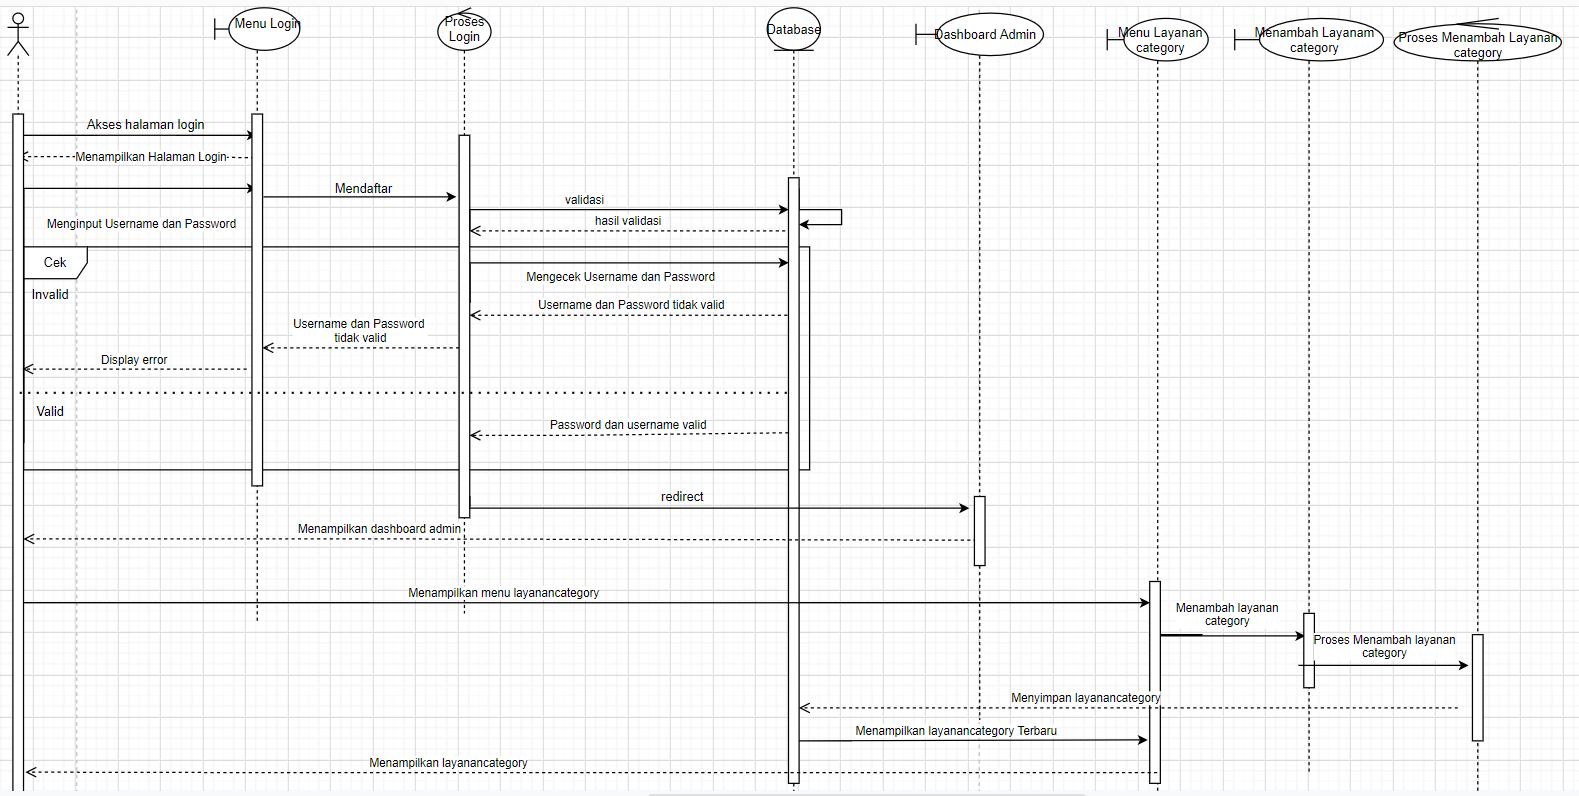 Menu Login
Proses
Login
Database
Dashboard Admin
Menu Layanan
category
Menambah Layanam
category
Proses Menambah Layanan
category
Akses halaman login
Menampilkan Halaman Login
Mendaftar
validasi
hasil validasi
Menginput Username dan Password
Cek
Mengecek Username dan Password
Invalid
Username dan Password tidak valid
Username dan Password
tidak valid
Display error
Valid
Password dan username valid
redirect
Menampilkan dashboard admin
Menampilkan menu layanancategory
Menambah layanan
category
Proses Menambah layanan
category
Menyimpan layanancategory
Menampilkan layanancategory Terbaru
Menampilkan layanancategory